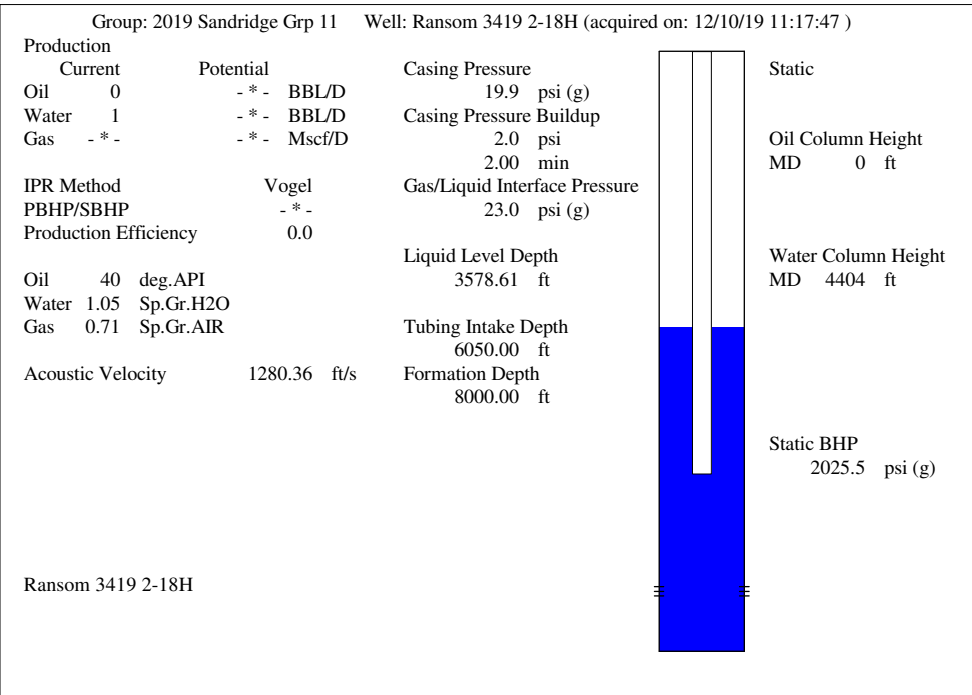 Group: 2019 Sandridge Grp 11 Well: Ransom 3419 2-18H (acquired on: 12/10/19 11:17:47 )
Production
Current Potential
Oil 0 - * - BBL/D
Water 1 - * - BBL/D
Gas - * - - * - Mscf/D
IPR Method Vogel
PBHP/SBHP - * -
Production Efficiency 0.0
Oil 40 deg.API
Water 1.05 Sp.Gr.H2O
Gas 0.71 Sp.Gr.AIR
Acoustic Velocity 1280.36 ft/s
Casing Pressure
19.9 psi (g)
Casing Pressure Buildup
2.0 psi
2.00 min
Gas/Liquid Interface Pressure
23.0 psi (g)
Liquid Level Depth
3578.61 ft
Tubing Intake Depth
6050.00 ft
Formation Depth
8000.00 ft
Static
Oil Column Height
MD 0 ft
Water Column Height
MD 4404 ft
Static BHP
2025.5 psi (g)
Ransom 3419 2-18H